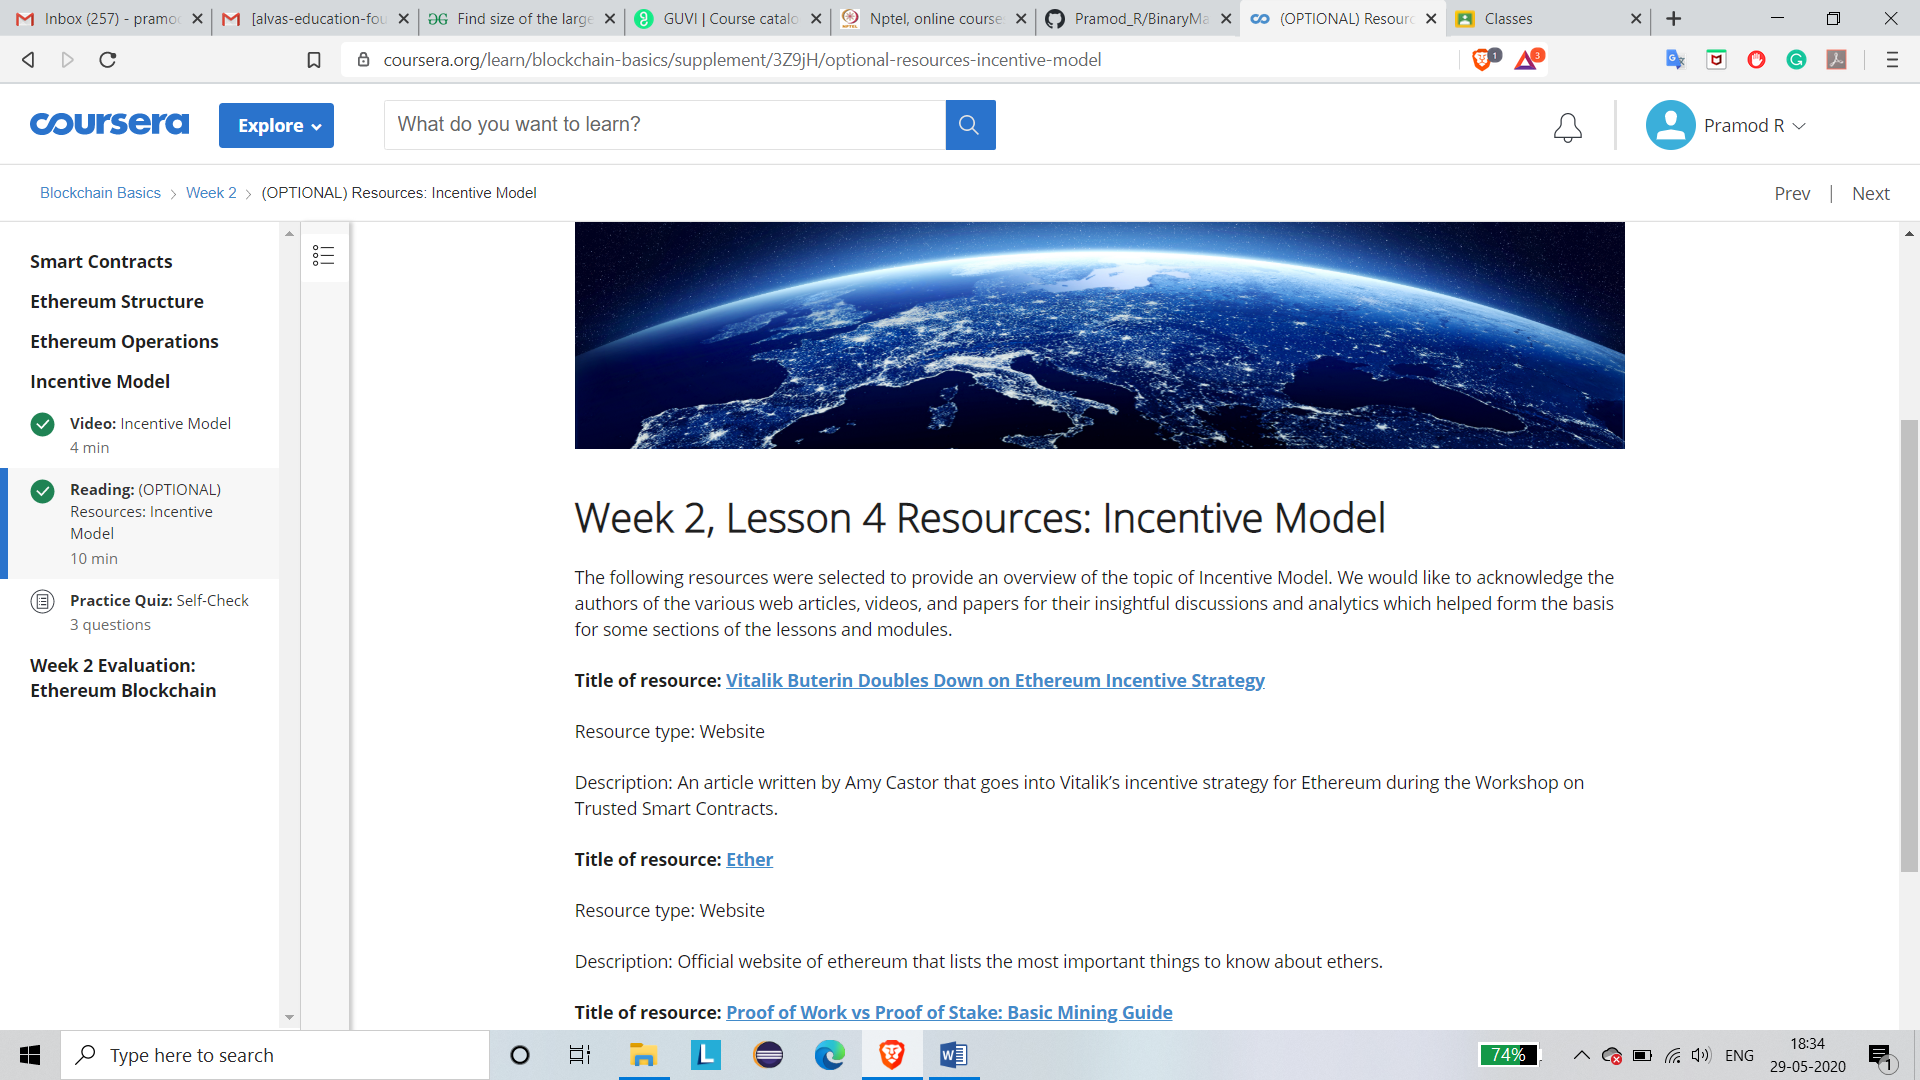 Inbox (257) - pramo
[alvas-education-fou
Find size of the large
GUVI | Course catalo
Nptel, online course
Pramod_R/BinaryMa
(OPTIONAL) Resourc
Classes
coursera.org/learn/blockchain-basics/supplement/3Z9jH/optional-resources-incentive-model
1
3
coursera
Explore
What do you want to learn?
Pramod R
Blockchain Basics > Week 2 > (OPTIONAL) Resources: Incentive Model
Prev | Next
Smart Contracts
Ethereum Structure
Ethereum Operations
Incentive Model
Video: Incentive Model
4 min
Reading: (OPTIONAL)
Resources: Incentive
Model
10 min
Practice Quiz: Self-Check
3 questions
Week 2 Evaluation:
Ethereum Blockchain
Week 2, Lesson 4 Resources: Incentive Model
The following resources were selected to provide an overview of the topic of Incentive Model. We would like to acknowledge the
authors of the various web articles, videos, and papers for their insightful discussions and analytics which helped form the basis
for some sections of the lessons and modules.
Title of resource: Vitalik Buterin Doubles Down on Ethereum Incentive Strategy
Resource type: Website
Description: An article written by Amy Castor that goes into Vitalik’s incentive strategy for Ethereum during the Workshop on
Trusted Smart Contracts.
Title of resource: Ether
Resource type: Website
Description: Official website of ethereum that lists the most important things to know about ethers.
Title of resource: Proof of Work vs Proof of Stake: Basic Mining Guide
Type here to search
74%
ENG
18:34
29-05-2020
1